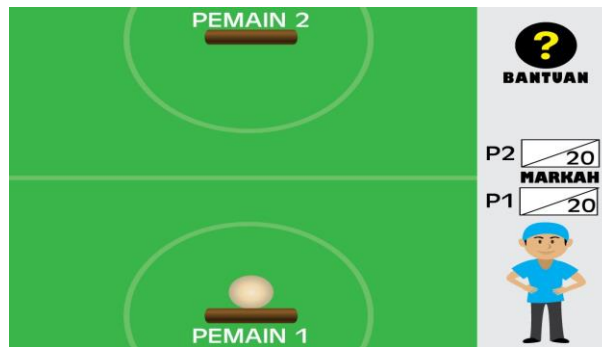 PEMAIN 2
?
BANTUAN
P2 20
MARKAH
P1 20
PEMAIN 1